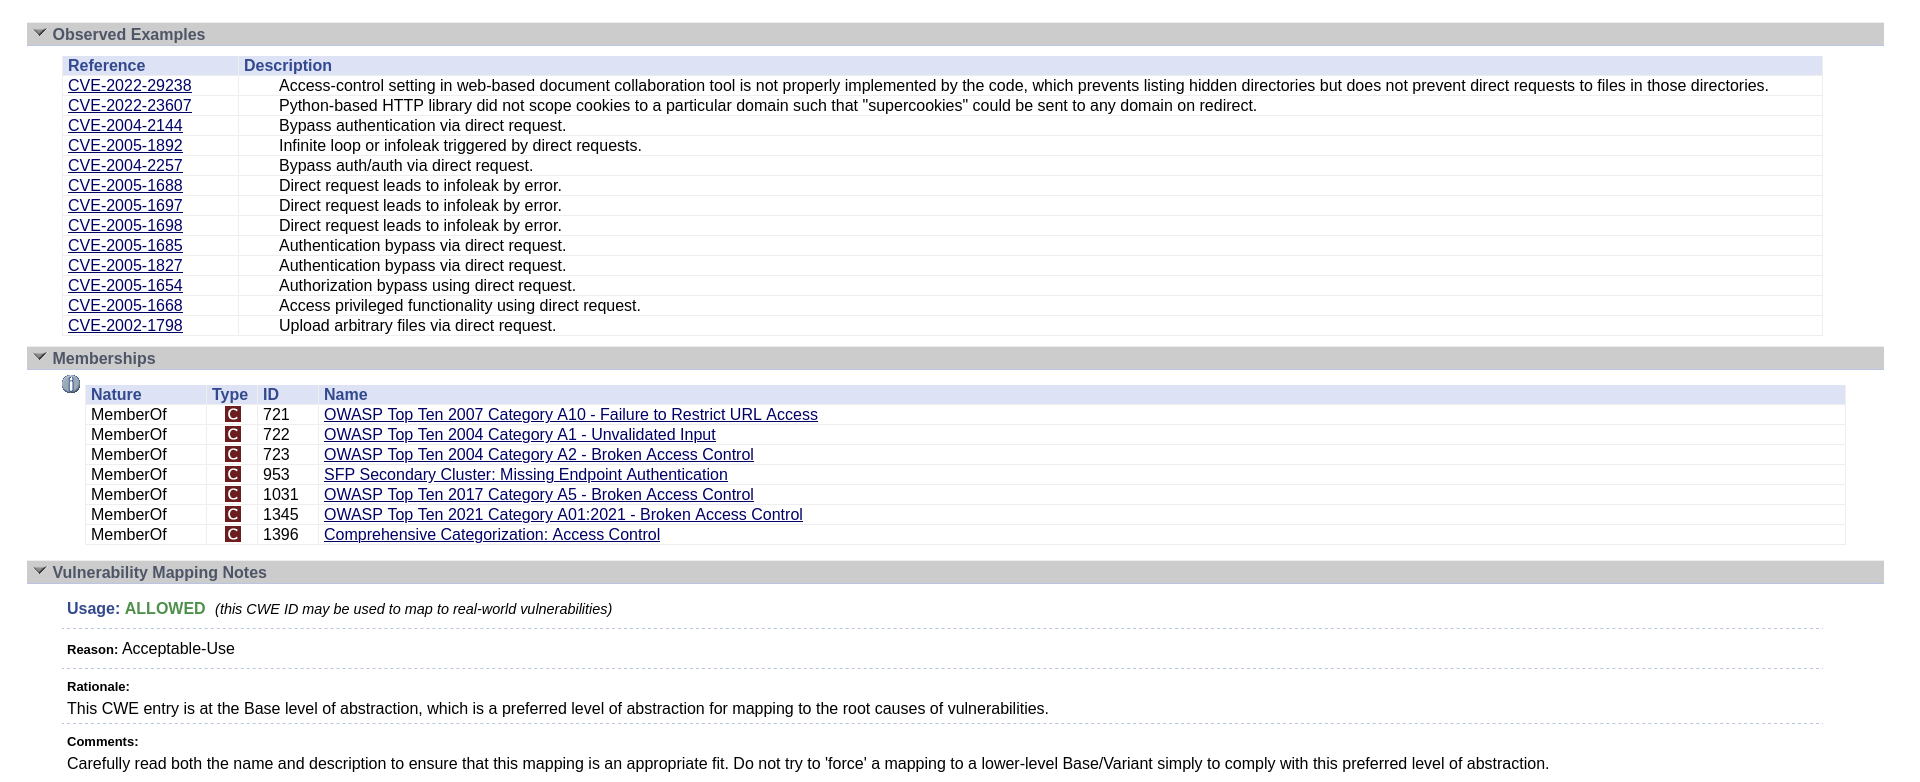 Observed Examples
Reference Description
CVE-2022-29238 Access-control setting in web-based document collaboration tool is not properly implemented by the code, which prevents listing hidden directories but does not prevent direct requests to files in those directories.
CVE-2022-23607 Python-based HTTP library did not scope cookies to a particular domain such that "supercookies" could be sent to any domain on redirect.
CVE-2004-2144 Bypass authentication via direct request.
CVE-2005-1892 Infinite loop or infoleak triggered by direct requests.
CVE-2004-2257 Bypass auth/auth via direct request.
CVE-2005-1688 Direct request leads to infoleak by error.
CVE-2005-1697 Direct request leads to infoleak by error.
CVE-2005-1698 Direct request leads to infoleak by error.
CVE-2005-1685 Authentication bypass via direct request.
CVE-2005-1827 Authentication bypass via direct request.
CVE-2005-1654 Authorization bypass using direct request.
CVE-2005-1668 Access privileged functionality using direct request.
CVE-2002-1798 Upload arbitrary files via direct request.
Memberships
Nature Type ID Name
MemberOf C 721 OWASP Top Ten 2007 Category A10 - Failure to Restrict URL Access
MemberOf C 722 OWASP Top Ten 2004 Category A1 - Unvalidated Input
MemberOf C 723 OWASP Top Ten 2004 Category A2 - Broken Access Control
MemberOf C 953 SFP Secondary Cluster: Missing Endpoint Authentication
MemberOf C 1031 OWASP Top Ten 2017 Category A5 - Broken Access Control
MemberOf C 1345 OWASP Top Ten 2021 Category A01:2021 - Broken Access Control
MemberOf C 1396 Comprehensive Categorization: Access Control
Vulnerability Mapping Notes
Usage: ALLOWED (this CWE ID may be used to map to real-world vulnerabilities)
Reason: Acceptable-Use
Rationale:
This CWE entry is at the Base level of abstraction, which is a preferred level of abstraction for mapping to the root causes of vulnerabilities.
Comments:
Carefully read both the name and description to ensure that this mapping is an appropriate fit. Do not try to 'force' a mapping to a lower-level Base/Variant simply to comply with this preferred level of abstraction.